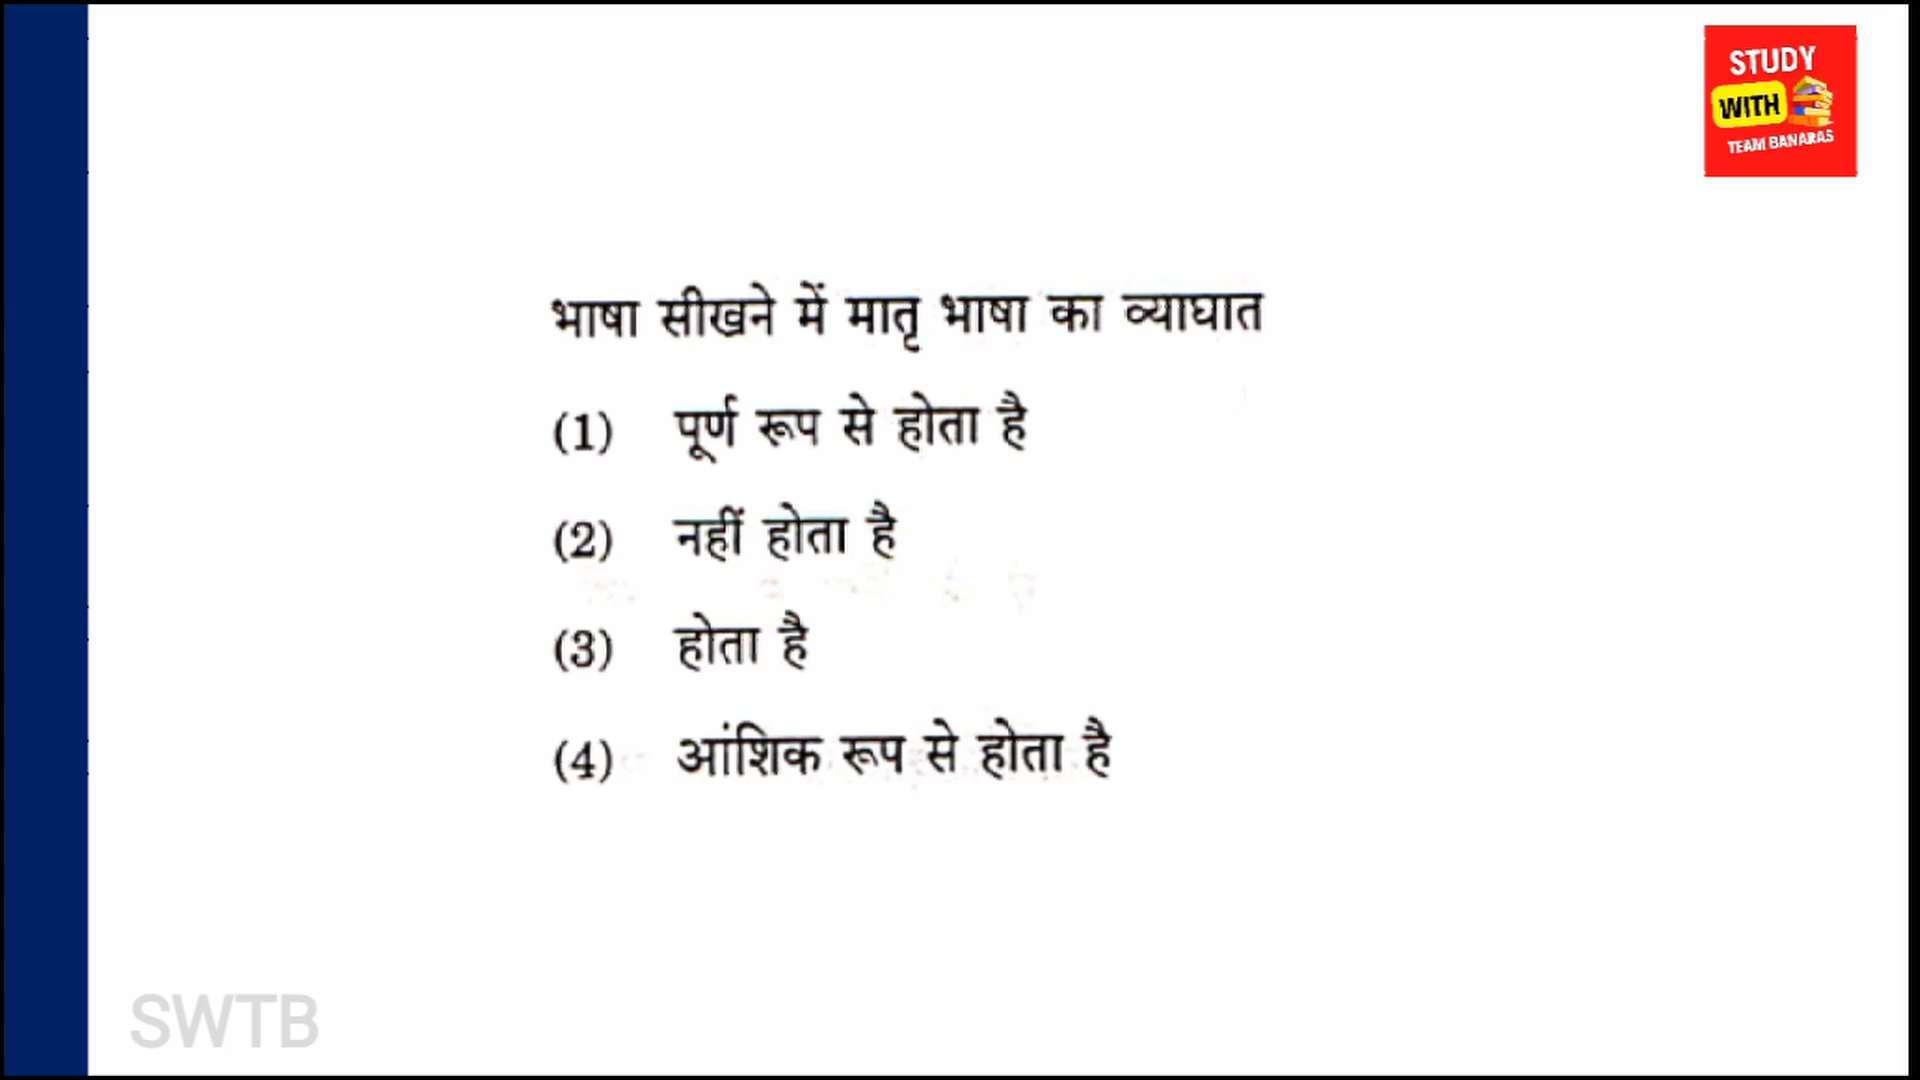 STUDY
WITH
TEAM BANARAS
भाषा सीखने में मातृ भाषा का व्याघात
(1) पूर्ण रूप से होता है
(2) नहीं होता है
(3) होता है
(4) आंशिक रूप से होता है
SWTB